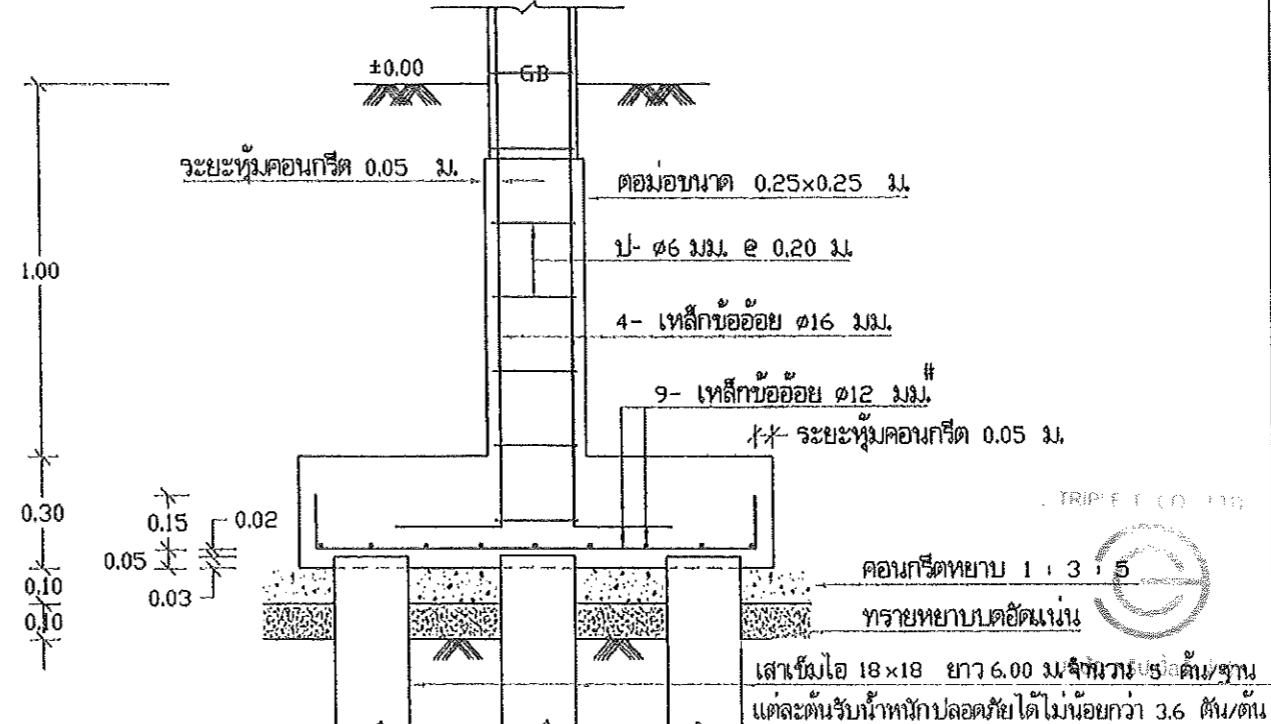 ±0.00
GB
ระยะหุ้มคอนกรีต 0.05 ม.
ตอม่อขนาด 0.25×0.25 ม.
ป- ø6 มม. @ 0.20 ม.
1.00
4- เหล็กข้ออ้อย ø16 มม.
9- เหล็กข้ออ้อย ø12 มม.#
ระยะหุ้มคอนกรีต 0.05 ม.
0.30
0.15
0.02
0.05
0.03
0.10
0.10
คอนกรีตหยาบ 1 : 3 : 5
ทรายหยาบบดอัดแน่น
เสาเข็มไอ 18×18 ยาว 6.00 ม. จำนวน 5 ต้น/ฐาน
แต่ละต้นรับน้ำหนักปลอดภัยได้ไม่น้อยกว่า 3.6 ตัน/ต้น